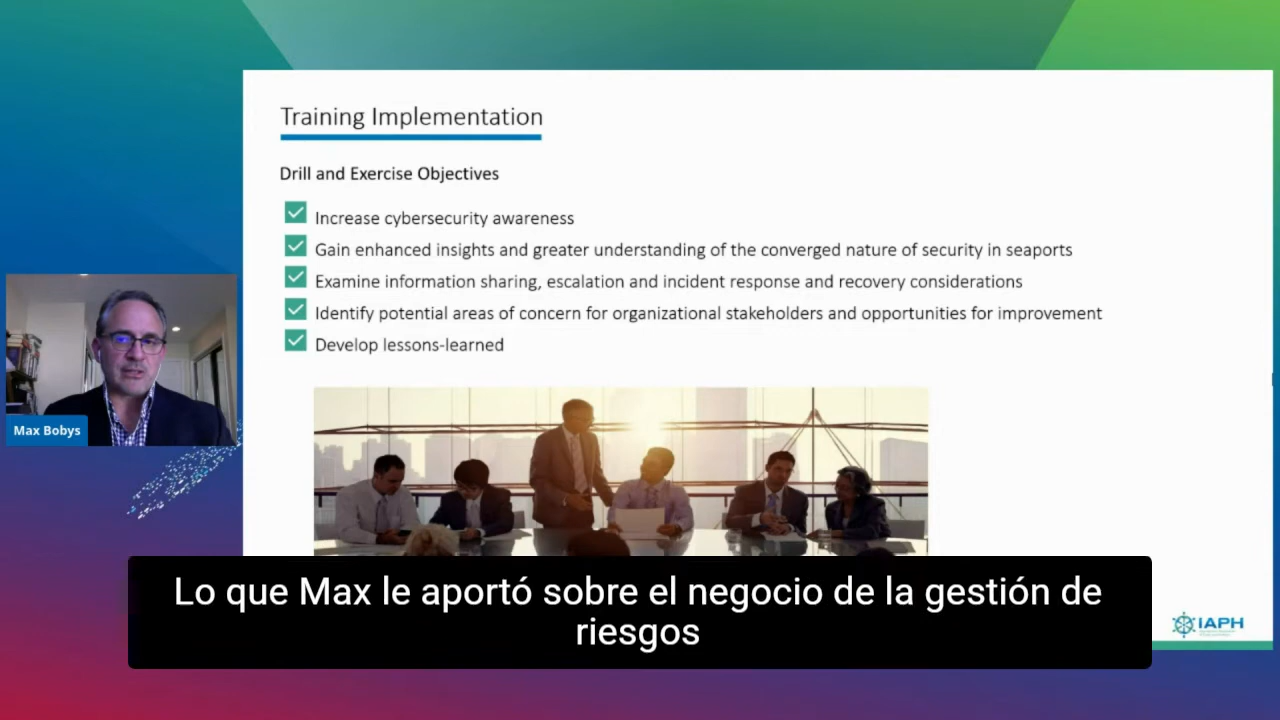 Training Implementation
Drill and Exercise Objectives
Increase cybersecurity awareness
Gain enhanced insights and greater understanding of the converged nature of security in seaports
Examine information sharing, escalation and incident response and recovery considerations
Identify potential areas of concern for organizational stakeholders and opportunities for improvement
Develop lessons-learned
Max Bobys
Lo que Max le aportó sobre el negocio de la gestión de
riesgos
IAPH